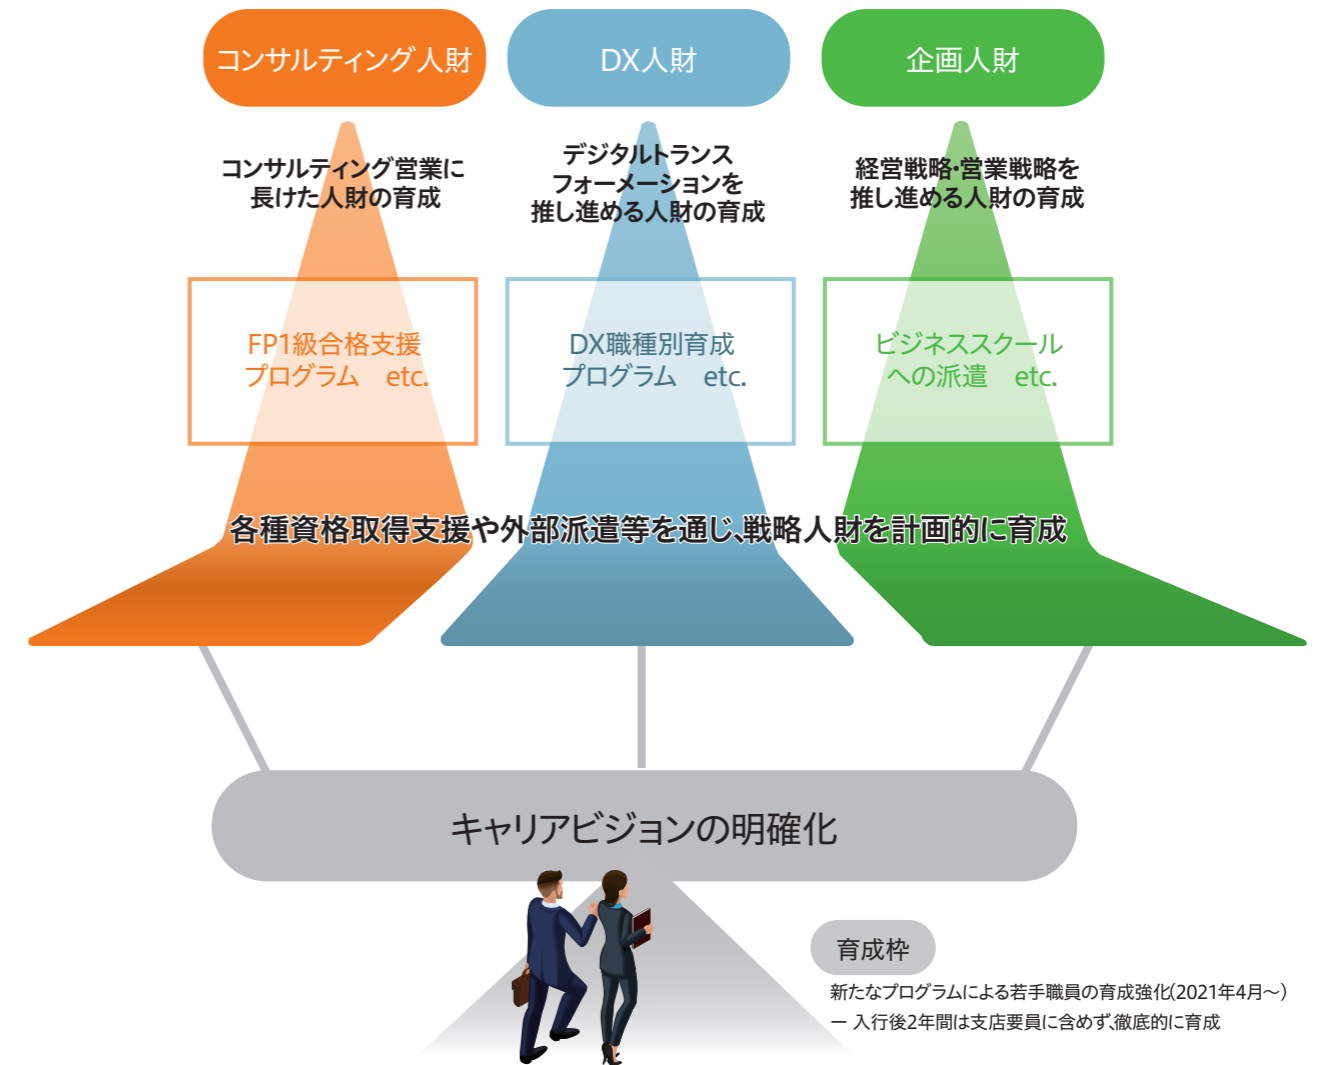 コンサルティング人財
DX人財
企画人財
コンサルティング営業に
長けた人財の育成
デジタルトランス
フォーメーションを
推し進める人財の育成
経営戦略・営業戦略を
推し進める人財の育成
FP1級合格支援
プログラム　etc.
DX職種別育成
プログラム　etc.
ビジネススクール
への派遣　etc.
各種資格取得支援や外部派遣等を通じ、戦略人財を計画的に育成
キャリアビジョンの明確化
育成枠
新たなプログラムによる若手職員の育成強化(2021年4月～)
ー 入行後2年間は支店要員に含めず、徹底的に育成